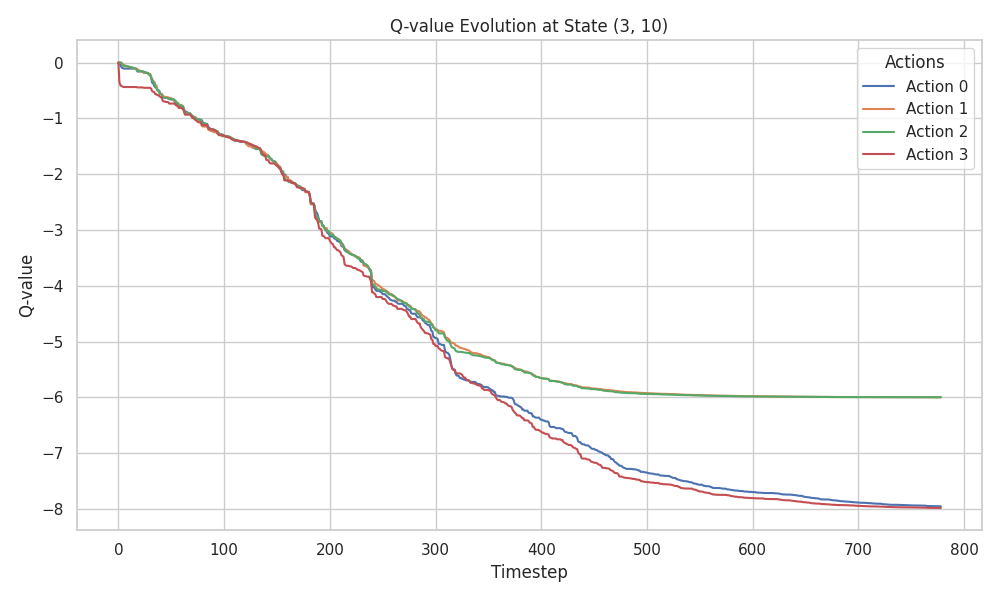 Q-value Evolution at State (3, 10)
Actions
Action 0
Action 1
Action 2
Action 3
Q-value
0
−1
−2
−3
−4
−5
−6
−7
−8
0 100 200 300 400 500 600 700 800
Timestep